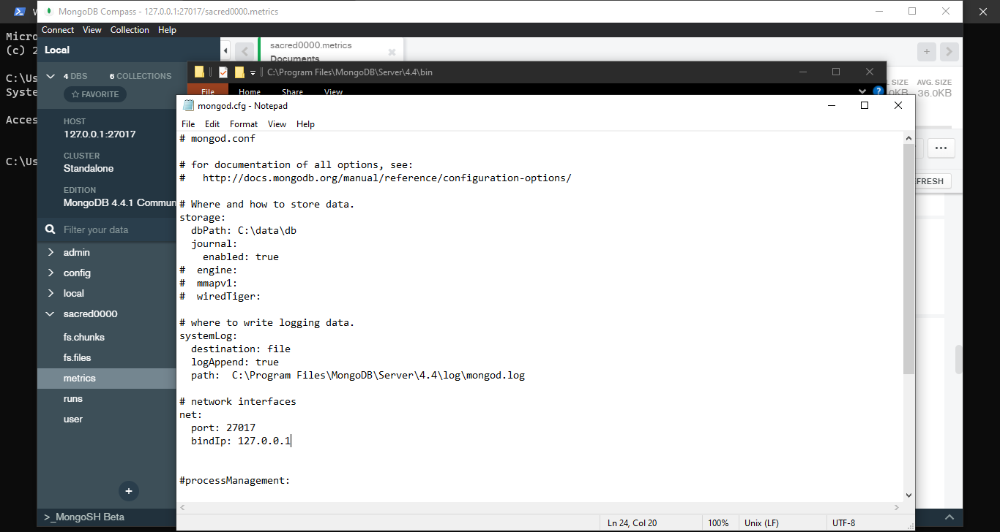 MongoDB Compass - 127.0.0.1:27017/sacred0000.metrics
Connect View Collection Help
Micro
(c) 2
C:\Us
Syste
Acces
C:\Us
Local
4 DBS 6 COLLECTIONS
☆ FAVORITE
HOST
127.0.0.1:27017
CLUSTER
Standalone
EDITION
MongoDB 4.4.1 Commun
Filter your data
admin
config
local
sacred0000
fs.chunks
fs.files
metrics
runs
user
+
>_MongoSH Beta
sacred0000.metrics
Documents
SIZE AVG. SIZE
0KB 36.0KB
FRESH
C:\Program Files\MongoDB\Server\4.4\bin
File Home Share View
mongod.cfg - Notepad
File Edit Format View Help
# mongod.conf
# for documentation of all options, see:
#   http://docs.mongodb.org/manual/reference/configuration-options/
# Where and how to store data.
storage:
  dbPath: C:\data\db
  journal:
    enabled: true
#  engine:
#  mmapv1:
#  wiredTiger:
# where to write logging data.
systemLog:
  destination: file
  logAppend: true
  path:  C:\Program Files\MongoDB\Server\4.4\log\mongod.log
# network interfaces
net:
  port: 27017
  bindIp: 127.0.0.1
#processManagement:
Ln 24, Col 20 100% Unix (LF) UTF-8